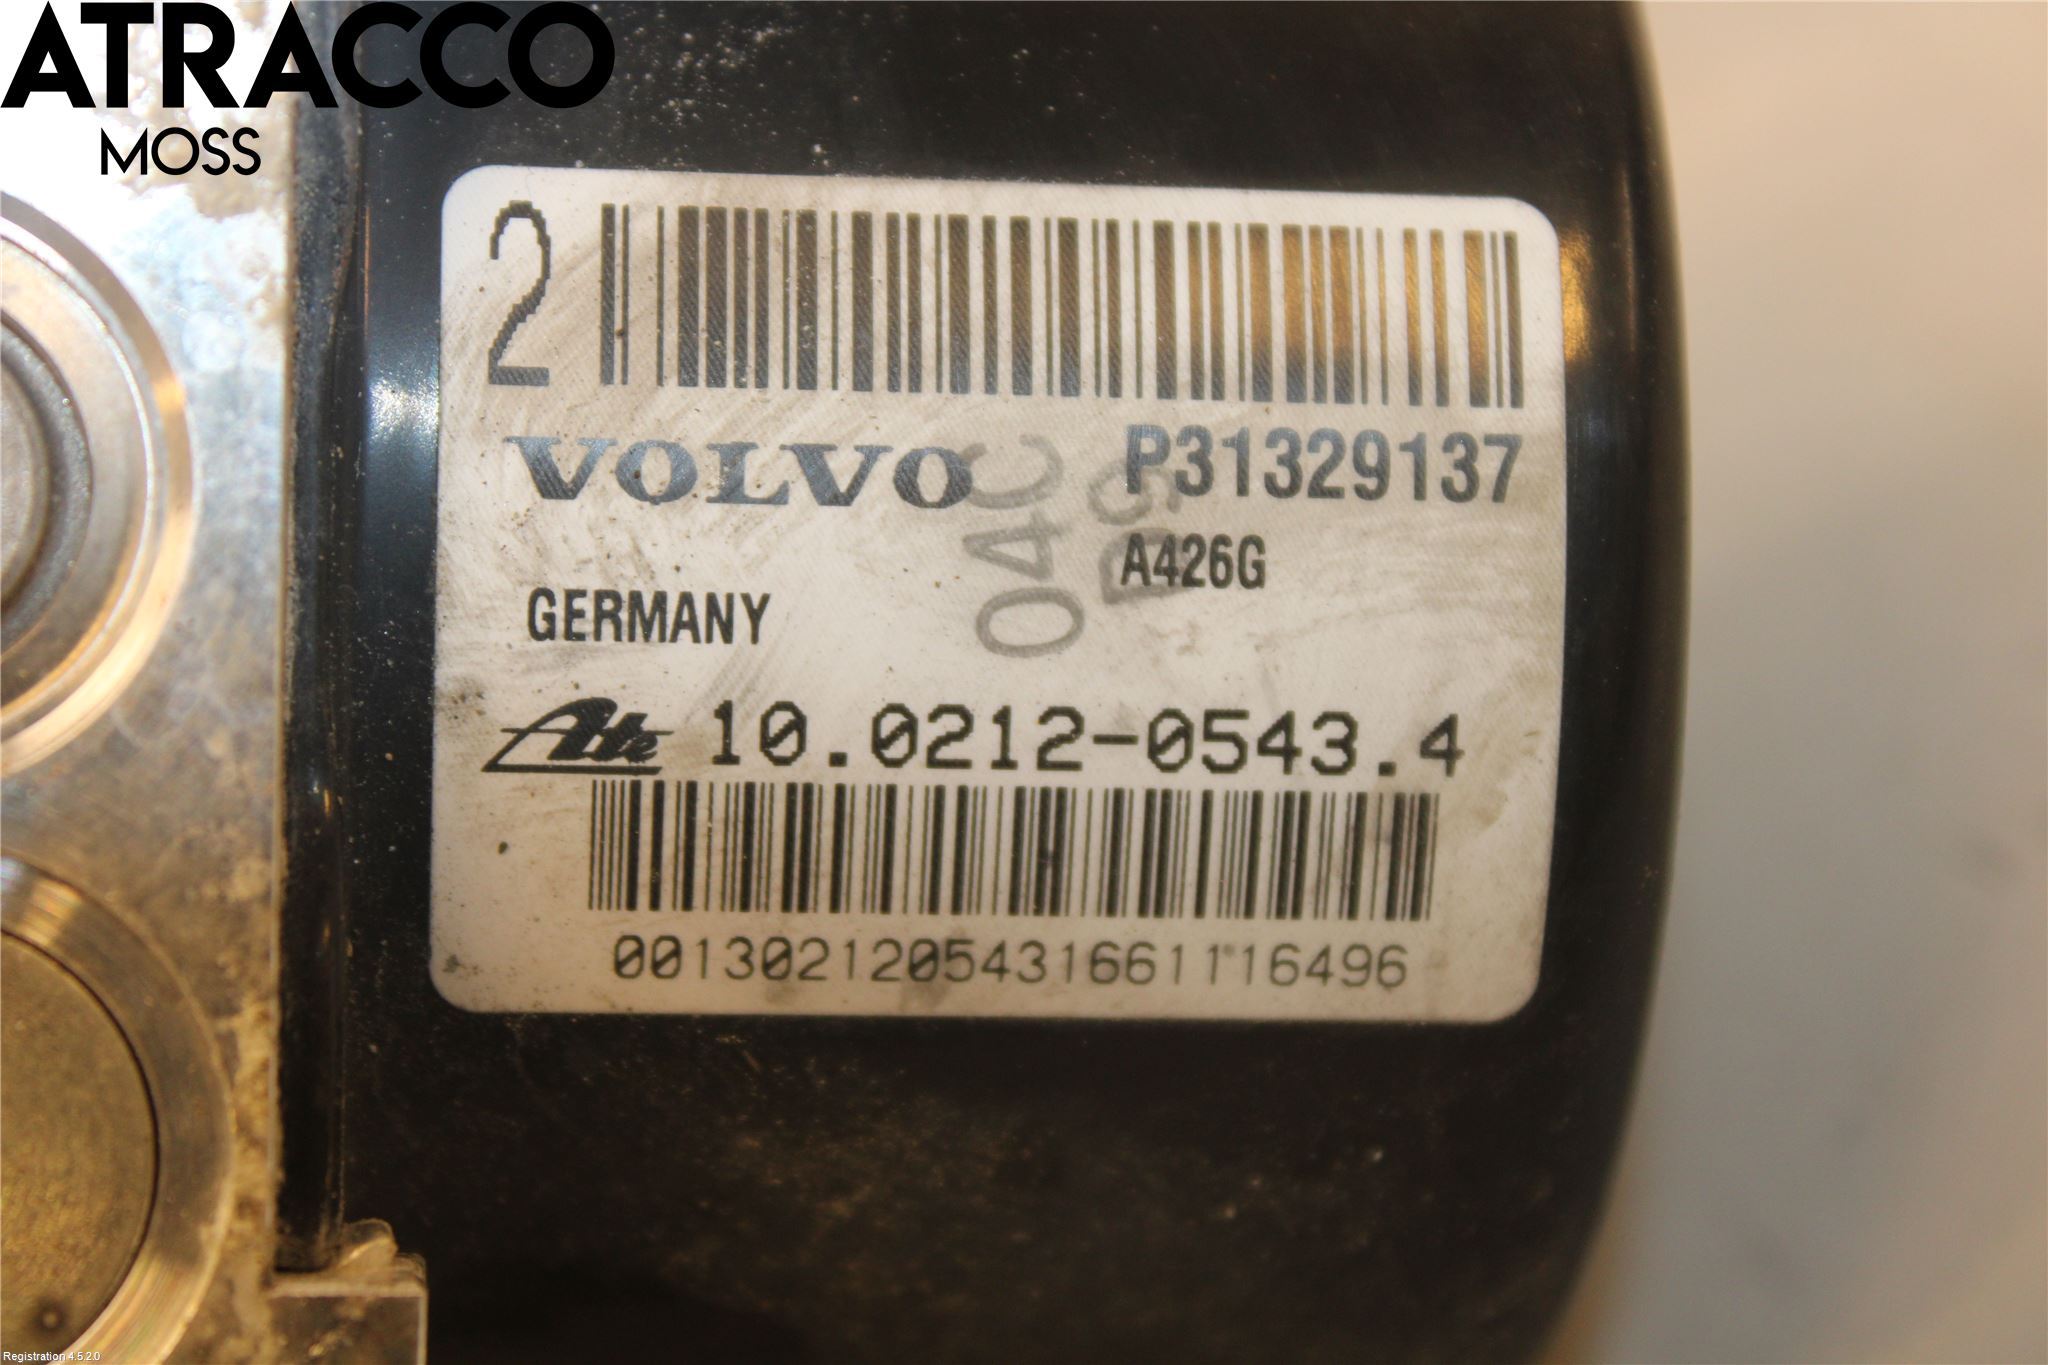 ATRACCO
MOSS
2
VOLVO P31329137
A426G
GERMANY
04C
Ate 10.0212-0543.4
00130212054316611"16496
Registration 4.5.2.0